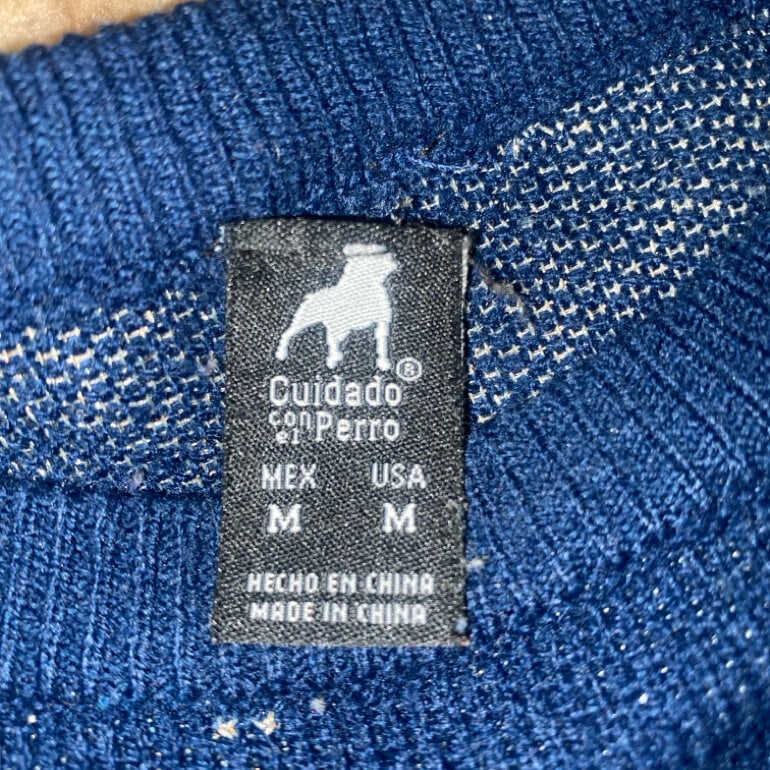 ®
Cuidado
con el Perro
MEX USA
M M
HECHO EN CHINA
MADE IN CHINA